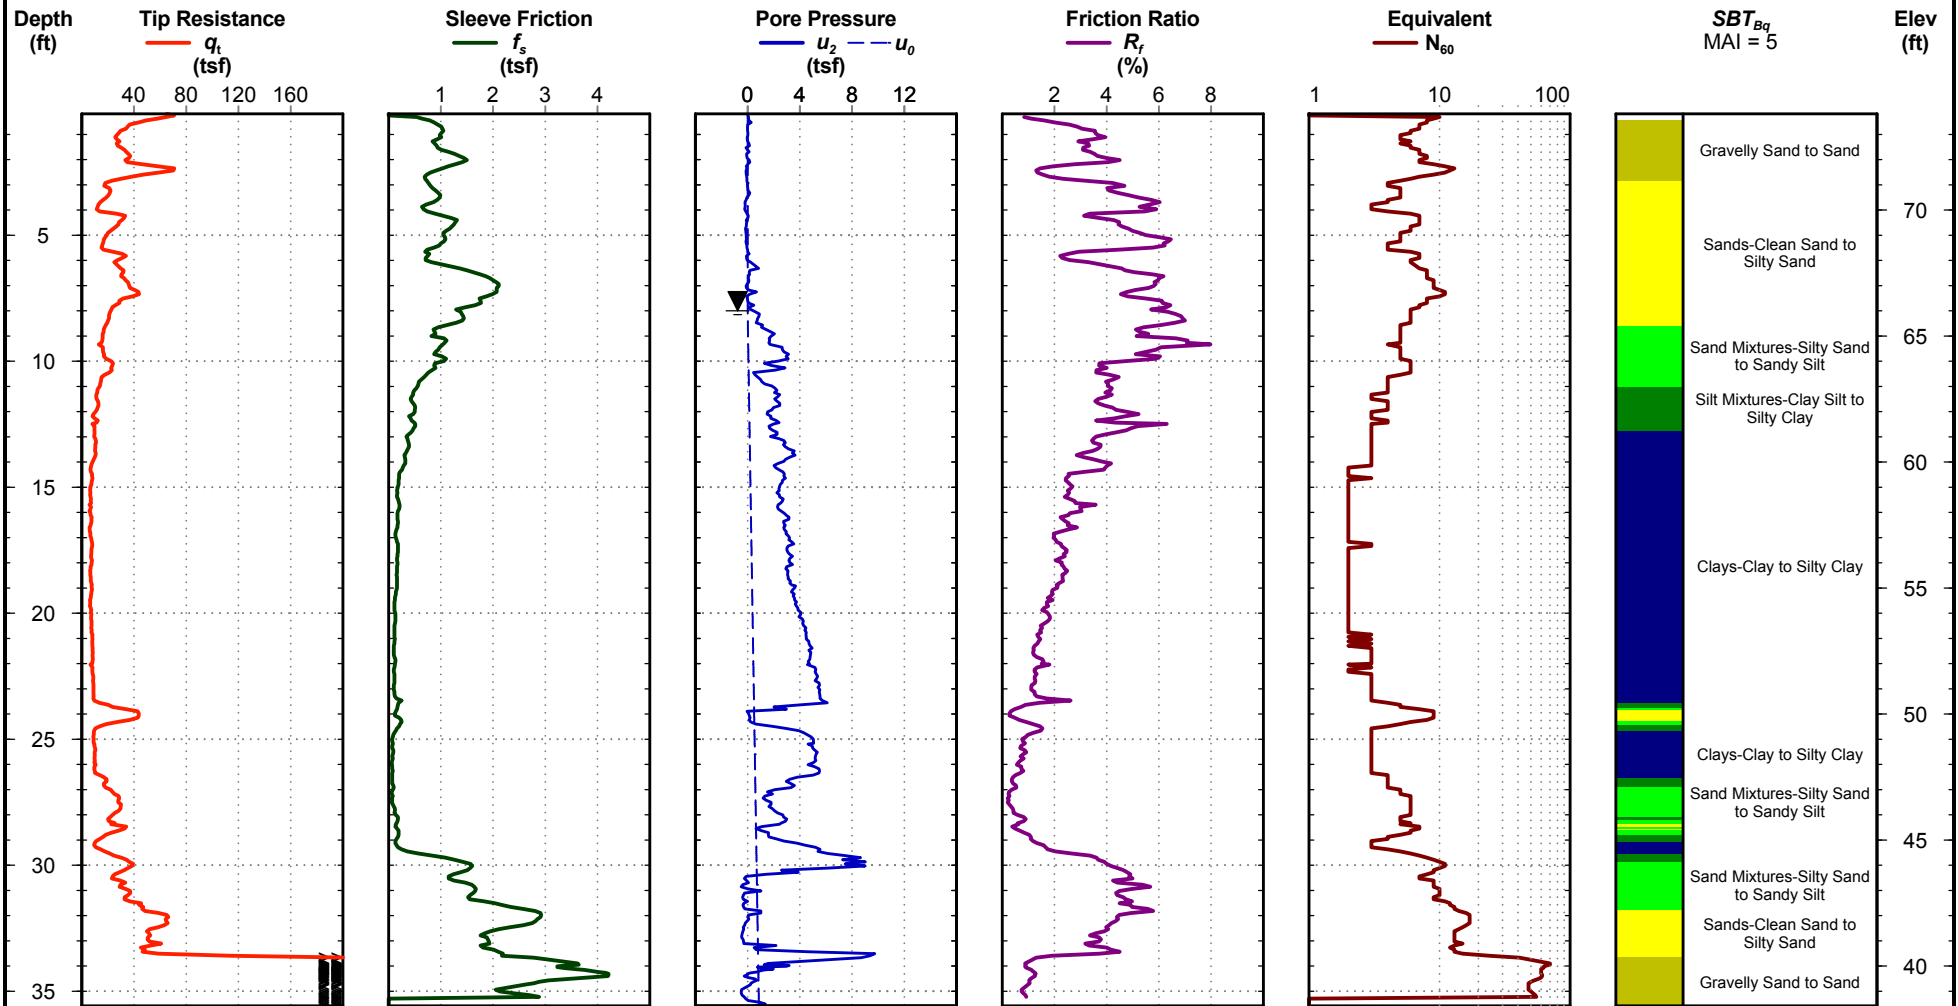 Depth
(ft)
Tip Resistance
qt
(tsf)
Sleeve Friction
fs
(tsf)
Pore Pressure
u2 u0
(tsf)
Friction Ratio
Rf
(%)
Equivalent
N60
SBTBq
MAI = 5
Elev
(ft)
40 80 120 160
1 2 3 4
0 4 8 12
2 4 6 8
1 10 100
5
10
15
20
25
30
35
Gravelly Sand to Sand
Sands-Clean Sand to
Silty Sand
Sand Mixtures-Silty Sand
to Sandy Silt
Silt Mixtures-Clay Silt to
Silty Clay
Clays-Clay to Silty Clay
Clays-Clay to Silty Clay
Sand Mixtures-Silty Sand
to Sandy Silt
Sand Mixtures-Silty Sand
to Sandy Silt
Sands-Clean Sand to
Silty Sand
Gravelly Sand to Sand
70
65
60
55
50
45
40